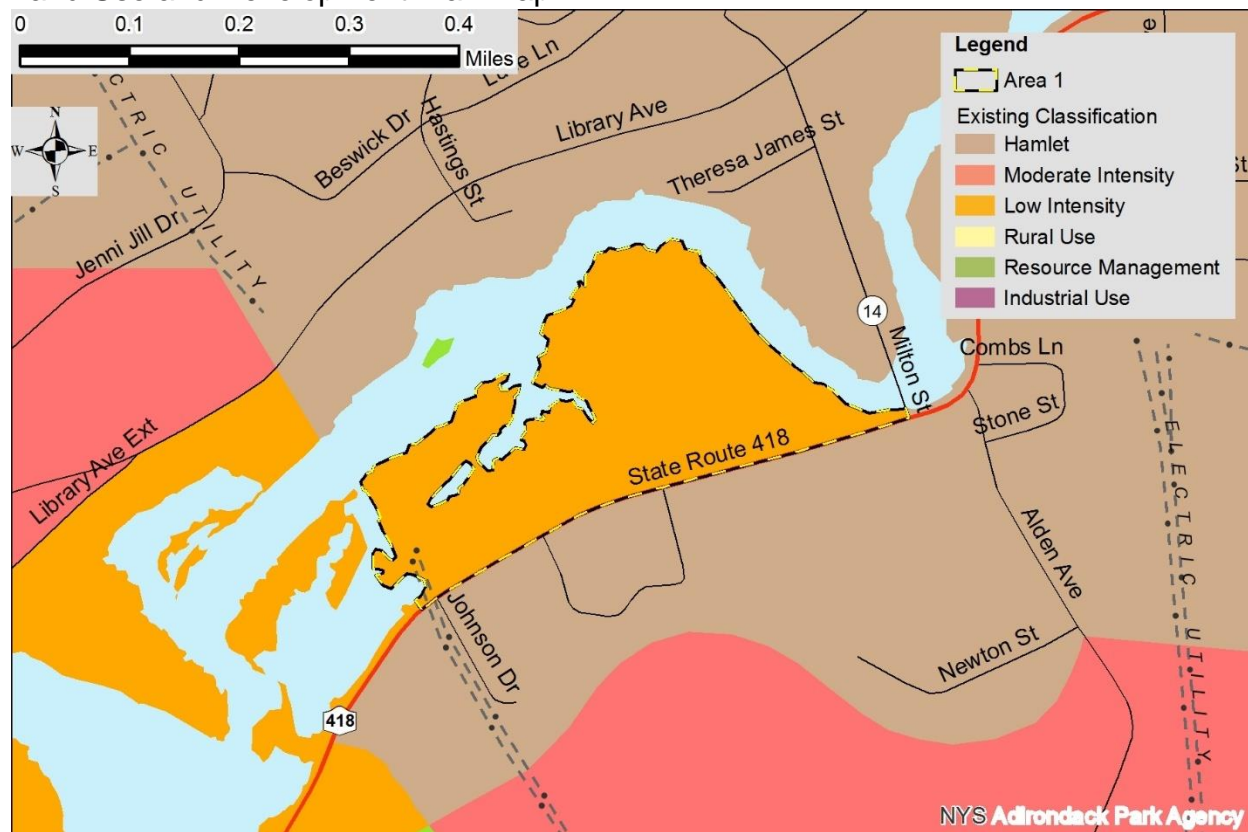 0 0.1 0.2 0.3 0.4
Miles
Legend
Area 1
Existing Classification
Hamlet
Moderate Intensity
Low Intensity
Rural Use
Resource Management
Industrial Use
N
W E
S
ELECTRIC UTILITY
Beswick Dr
Hastings St
Library Ave
Theresa James St
Jenni Jill Dr
14
Milton St
Combs Ln
Stone St
State Route 418
Library Ave Ext
Alden Ave
ELECTRIC UTILITY
Johnson Dr
Newton St
418
NYS Adirondack Park Agency